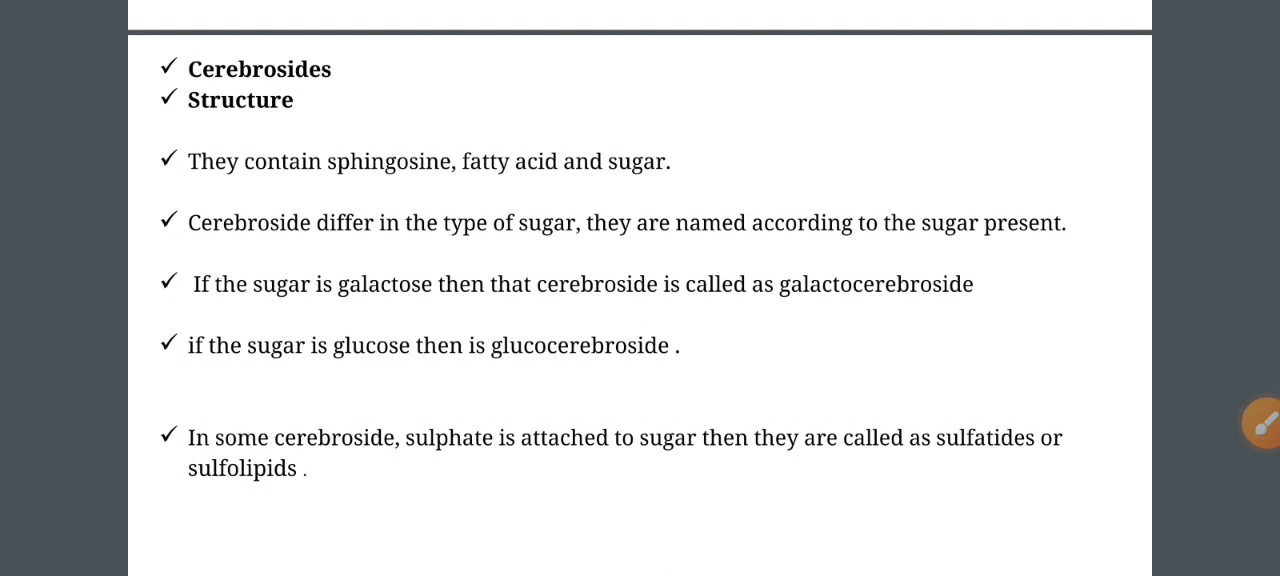 ✓ Cerebrosides
✓ Structure
✓ They contain sphingosine, fatty acid and sugar.
✓ Cerebroside differ in the type of sugar, they are named according to the sugar present.
✓ If the sugar is galactose then that cerebroside is called as galactocerebroside
✓ if the sugar is glucose then is glucocerebroside .
✓ In some cerebroside, sulphate is attached to sugar then they are called as sulfatides or
sulfolipids .